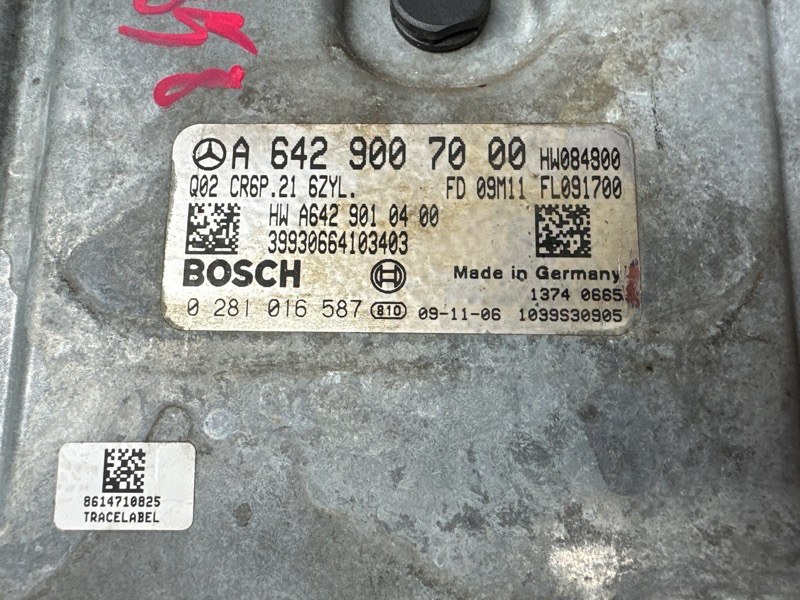 A 642 900 70 00 HW084900
Q02 CR6P.21 6ZYL. FD 09M11 FL091700
HW A642 901 04 00
39930664103403
BOSCH
Made in Germany
1374 0665
0 281 016 587 810 09-11-06 1099S30905
8614710825
TRACELABEL